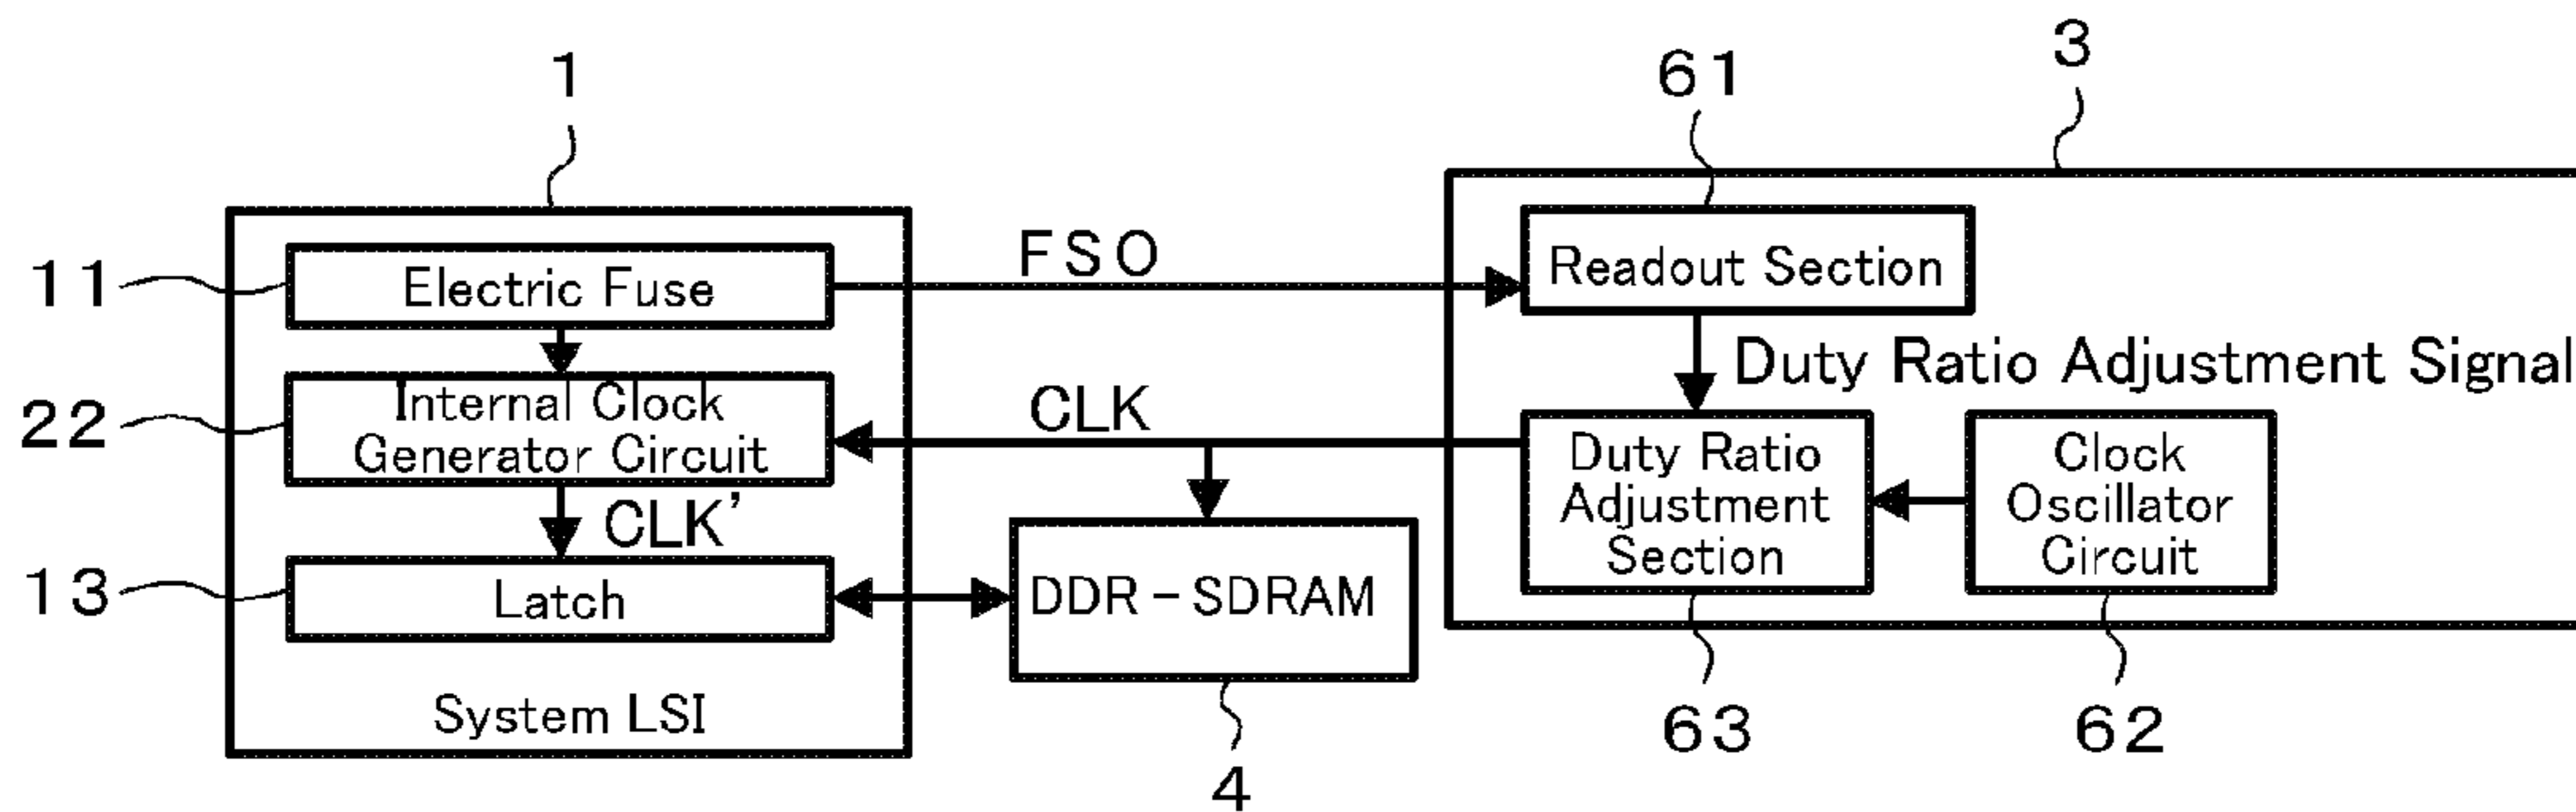 1
61
3
11
Electric Fuse
FSO
Readout Section
Duty Ratio Adjustment Signal
22
Internal Clock
Generator Circuit
CLK
Duty Ratio
Adjustment
Section
Clock
Oscillator
Circuit
CLK'
13
Latch
DDR-SDRAM
System LSI
4
63
62